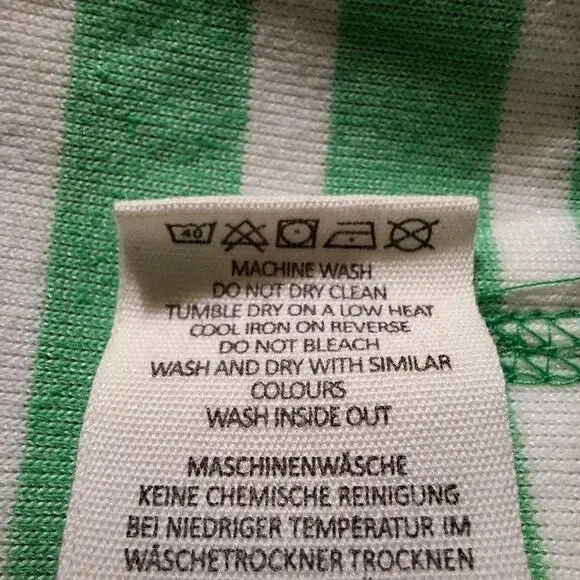 40
MACHINE WASH
DO NOT DRY CLEAN
TUMBLE DRY ON A LOW HEAT
COOL IRON ON REVERSE
DO NOT BLEACH
WASH AND DRY WITH SIMILAR
COLOURS
WASH INSIDE OUT
MASCHINENWÄSCHE
KEINE CHEMISCHE REINIGUNG
BEI NIEDRIGER TEMPERATUR IM
WÄSCHETROCKNER TROCKNEN